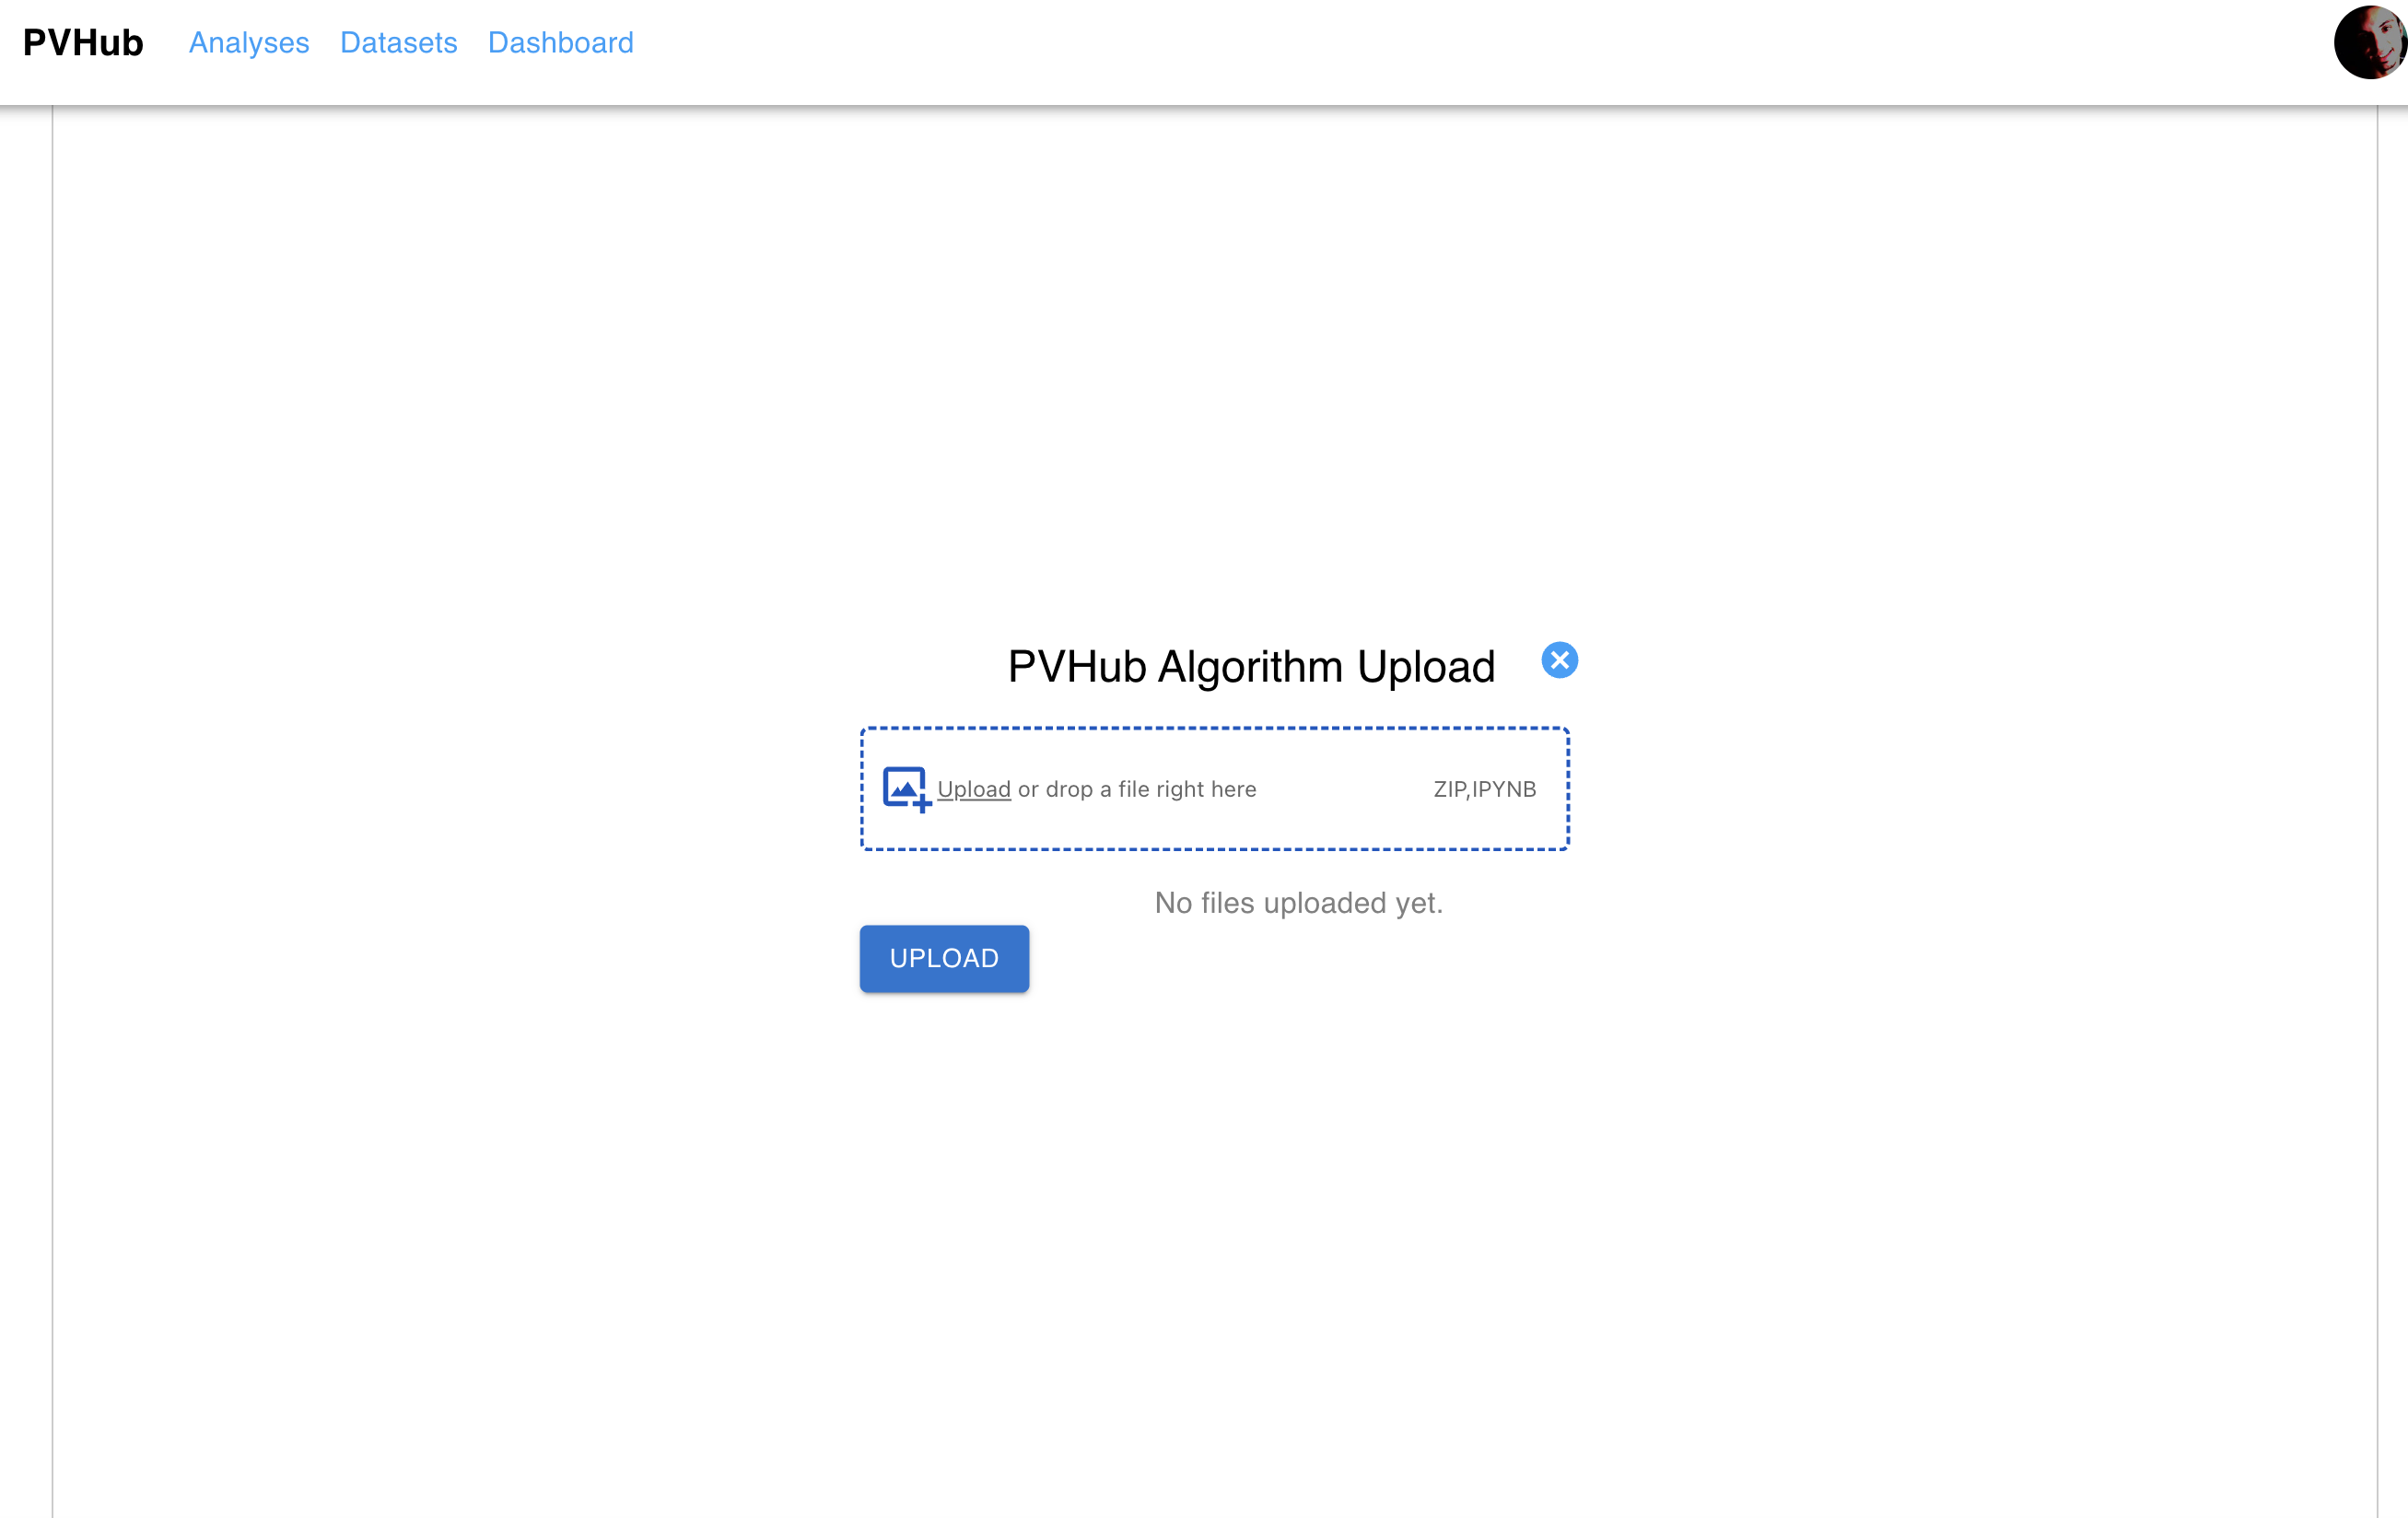 PVHub Analyses Datasets Dashboard
PVHub Algorithm Upload
Upload or drop a file right here ZIP,IPYNB
No files uploaded yet.
UPLOAD